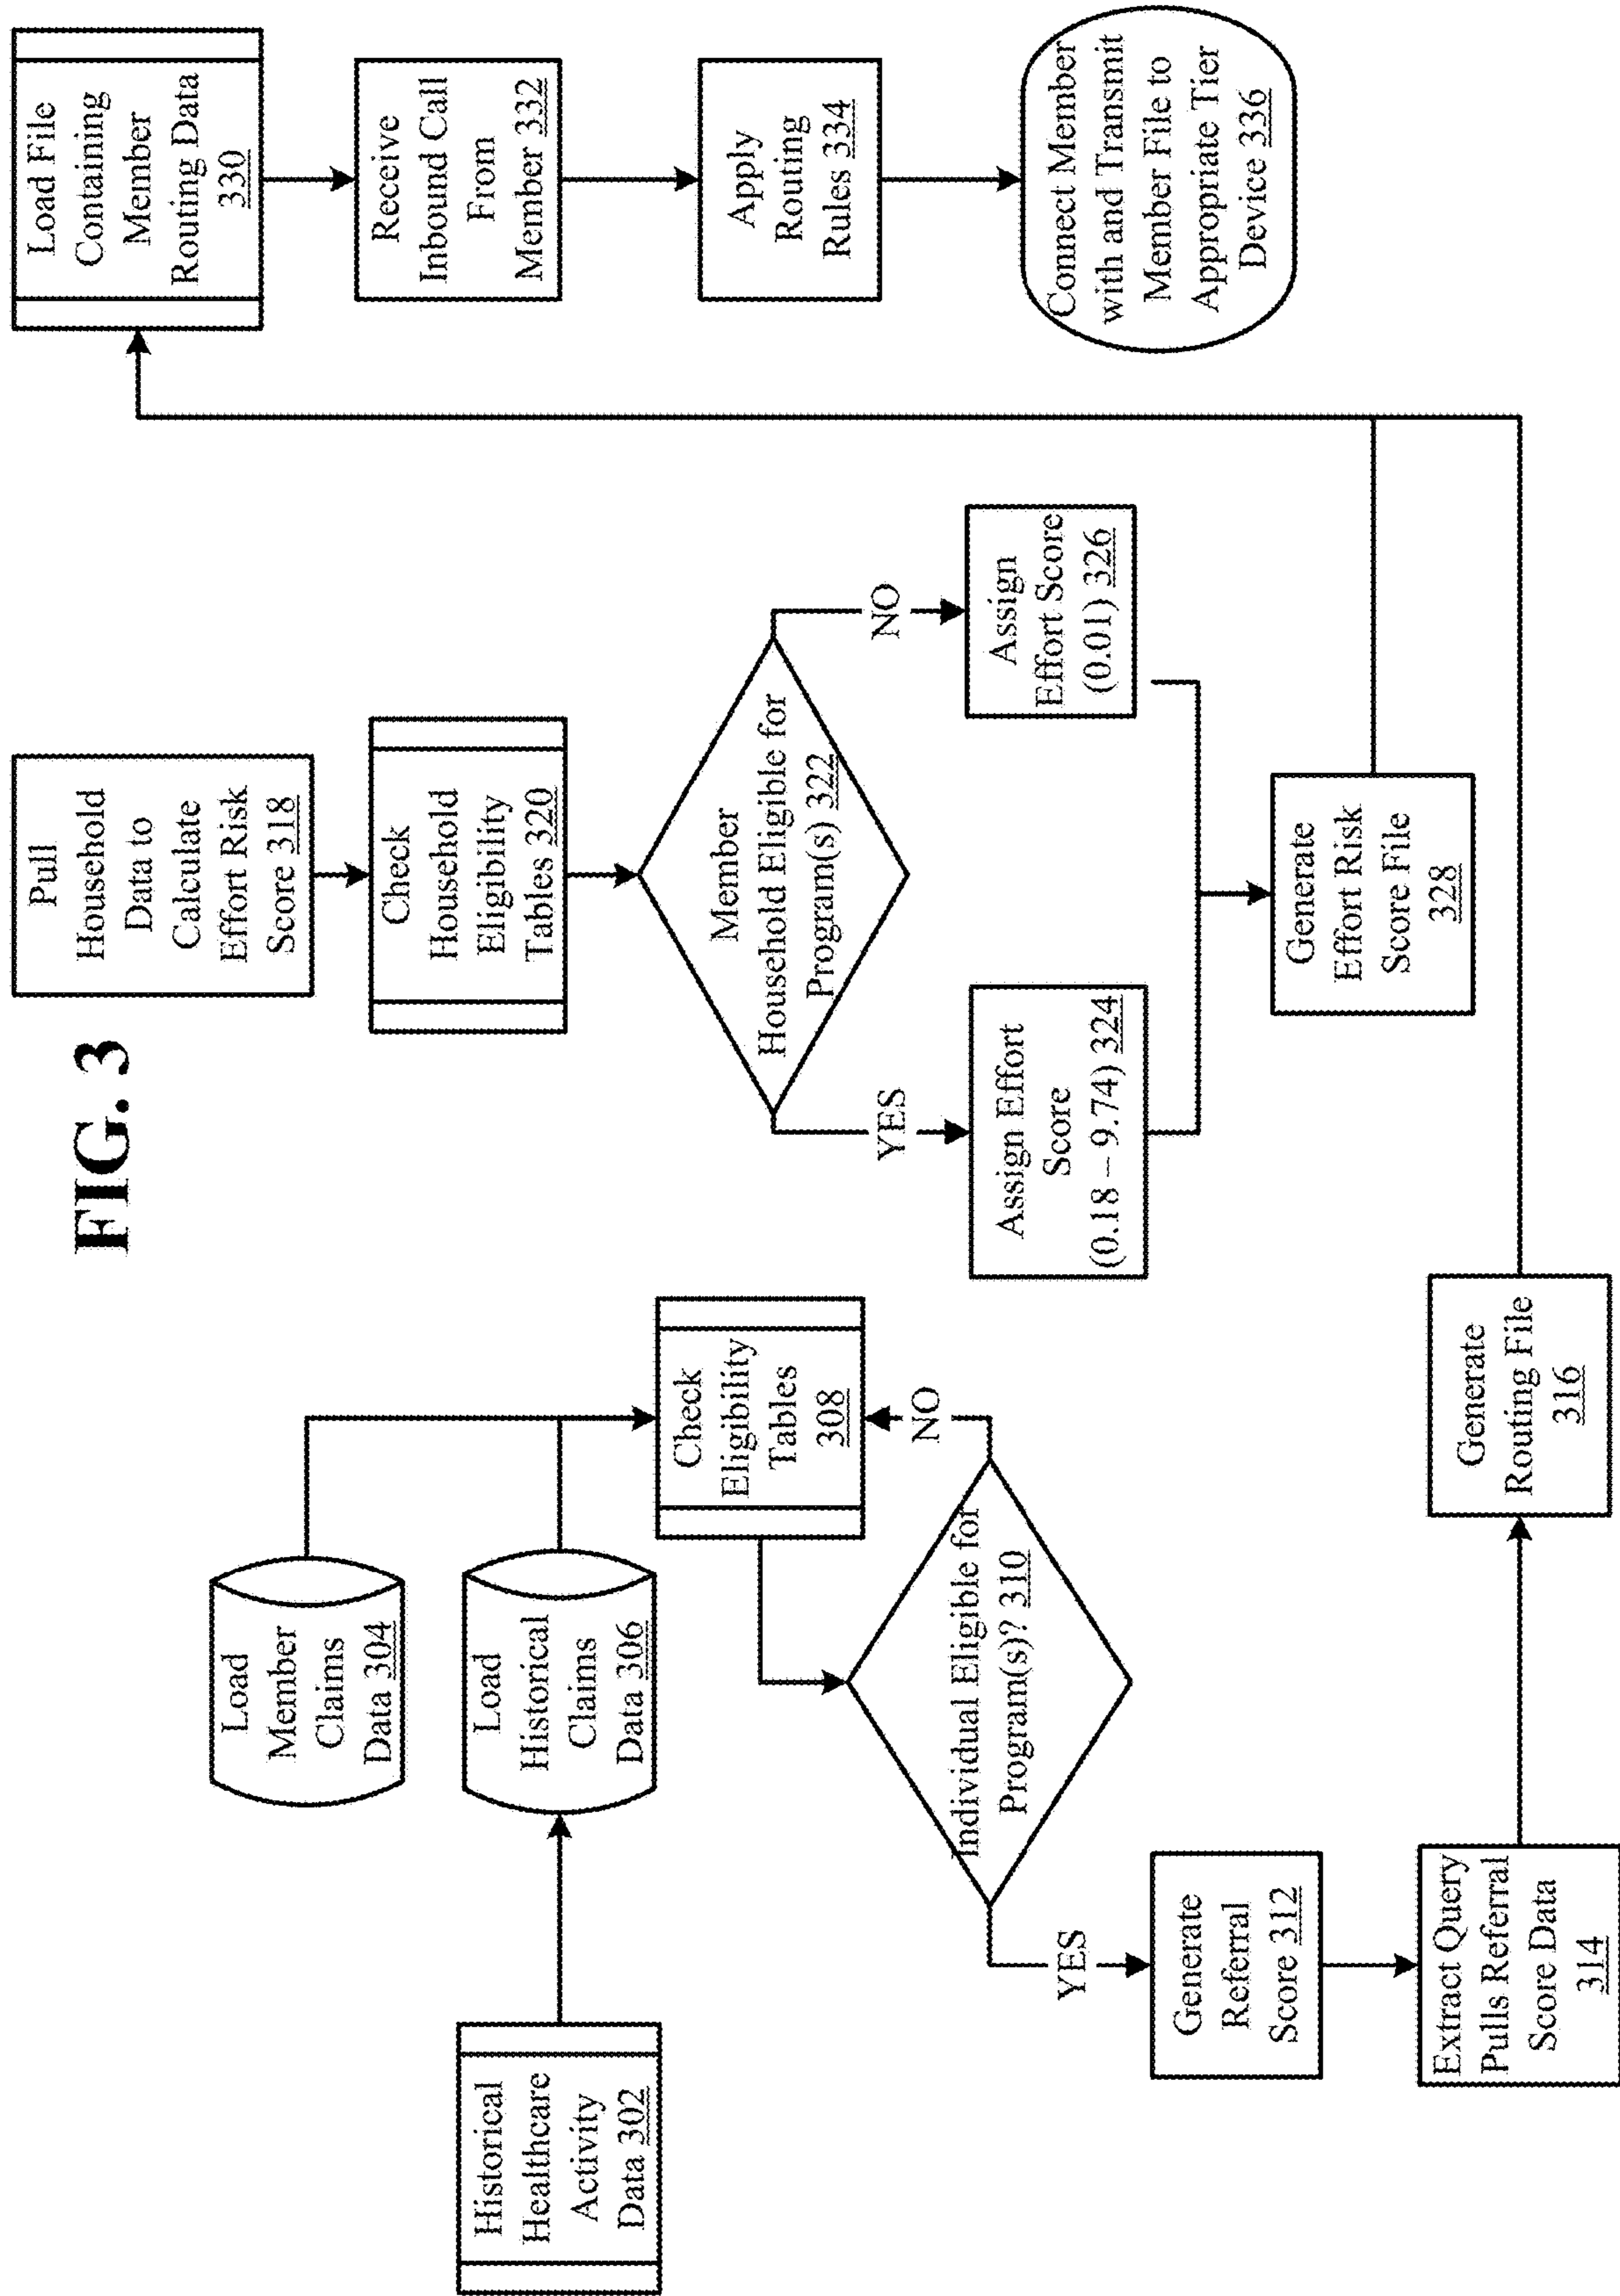 FIG. 3
Historical
Healthcare
Activity
Data 302
Load
Member
Claims
Data 304
Load
Historical
Claims
Data 306
Check
Eligibility
Tables
308
Individual Eligible for
Program(s)? 310
NO
YES
Generate
Referral
Score 312
Extract Query
Pulls Referral
Score Data
314
Generate
Routing File
316
Pull
Household
Data to
Calculate
Effort Risk
Score 318
Check
Household
Eligibility
Tables 320
Member
Household Eligible for
Program(s) 322
YES
NO
Assign Effort
Score
(0.18 – 9.74) 324
Assign
Effort Score
(0.01) 326
Generate
Effort Risk
Score File
328
Load File
Containing
Member
Routing Data
330
Receive
Inbound Call
From
Member 332
Apply
Routing
Rules 334
Connect Member
with and Transmit
Member File to
Appropriate Tier
Device 336